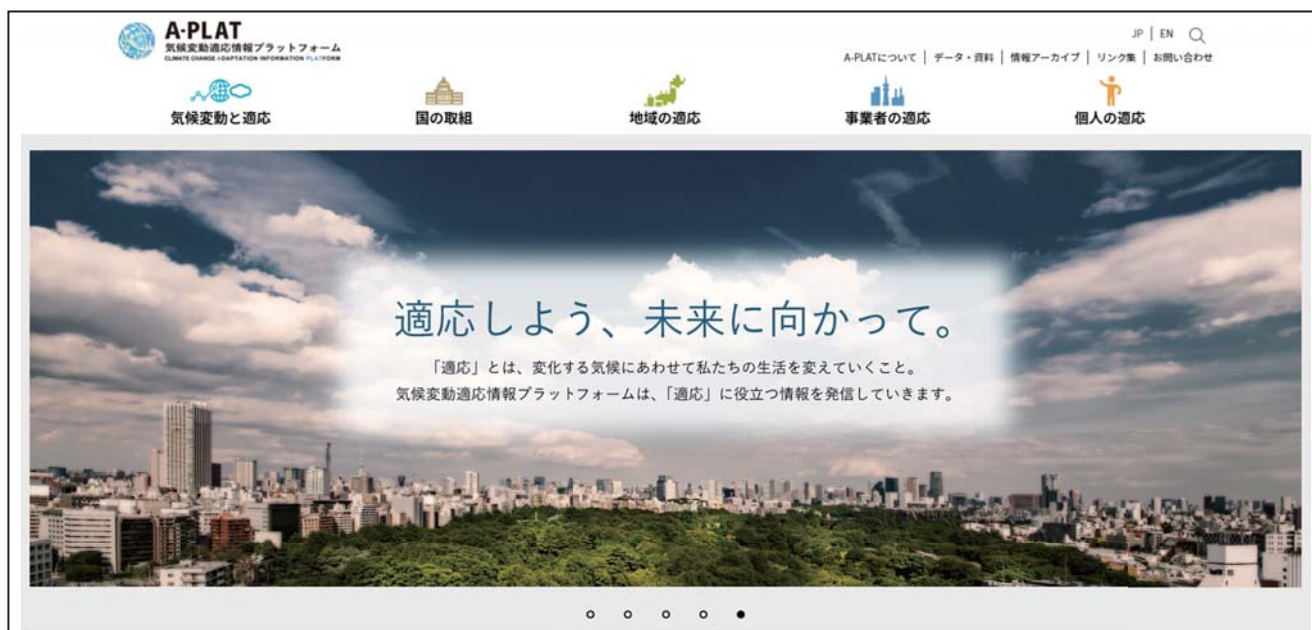 A-PLAT
気候変動適応情報プラットフォーム
CLIMATE CHANGE ADAPTATION INFORMATION PLATFORM
JP | EN
A-PLATについて | データ・資料 | 情報アーカイブ | リンク集 | お問い合わせ
気候変動と適応
国の取組
地域の適応
事業者の適応
個人の適応
適応しよう、未来に向かって。
「適応」とは、変化する気候にあわせて私たちの生活を変えていくこと。
気候変動適応情報プラットフォームは、「適応」に役立つ情報を発信していきます。